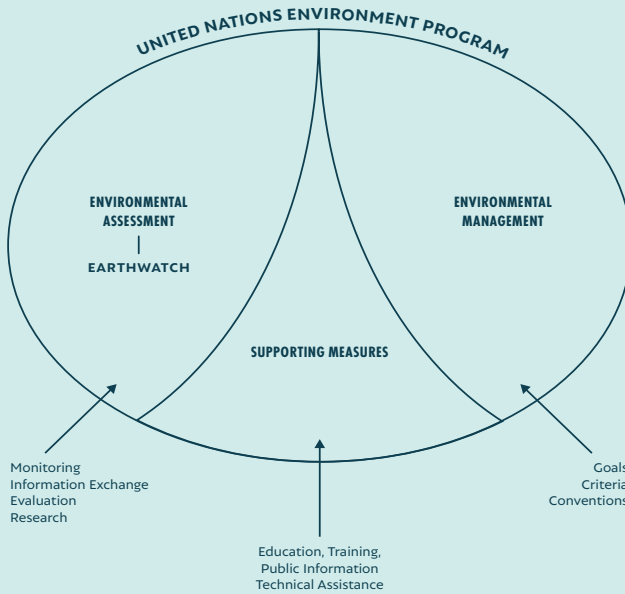 UNITED NATIONS ENVIRONMENT PROGRAM
ENVIRONMENTAL
ASSESSMENT
EARTHWATCH
ENVIRONMENTAL
MANAGEMENT
SUPPORTING MEASURES
Monitoring
Information Exchange
Evaluation
Research
Education, Training,
Public Information
Technical Assistance
Goals
Criteria
Conventions